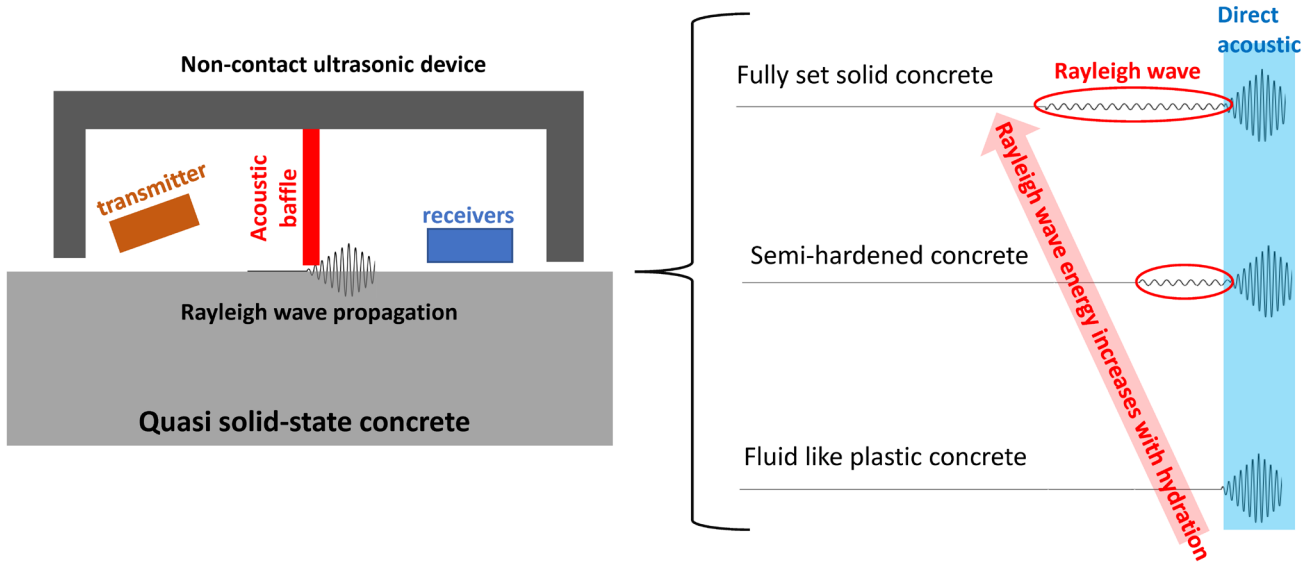 Non-contact ultrasonic device
transmitter
Acoustic
baffle
receivers
Rayleigh wave propagation
Quasi solid-state concrete
Direct
acoustic
Fully set solid concrete
Rayleigh wave
Rayleigh wave energy increases with hydration
Semi-hardened concrete
Fluid like plastic concrete